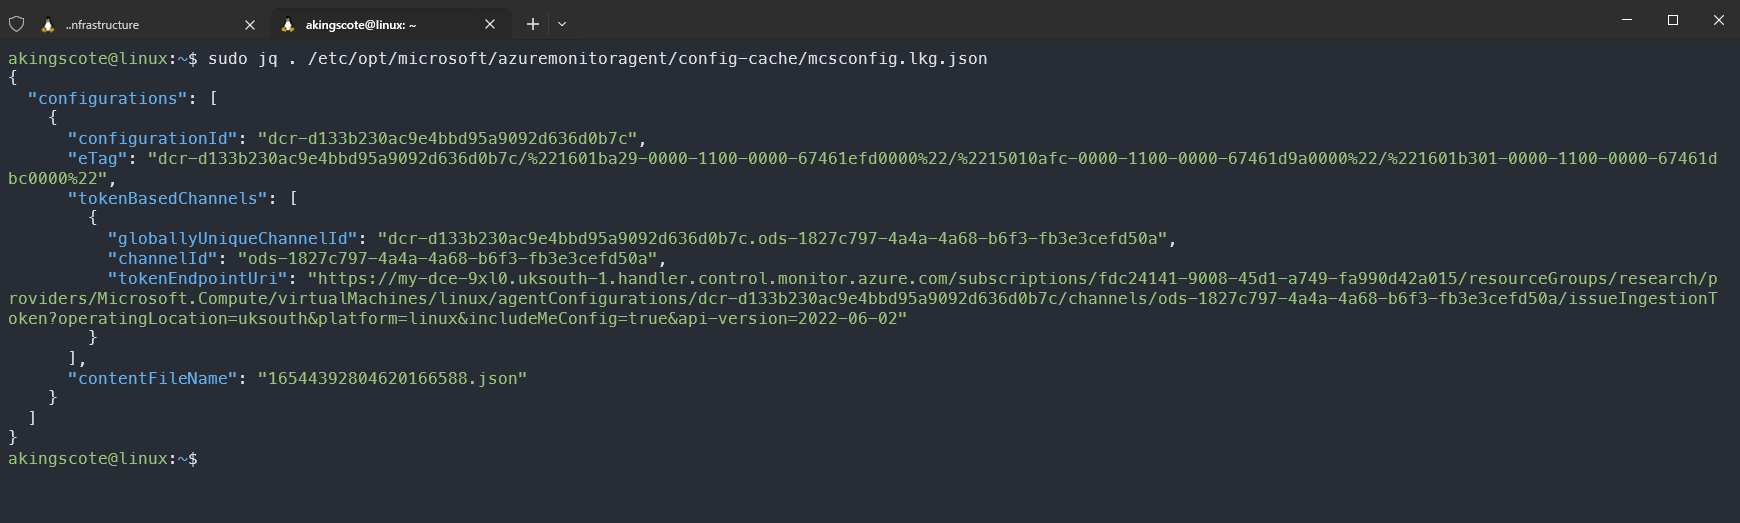 ..nfrastructure
akingscote@linux: ~
akingscote@linux:~$ sudo jq . /etc/opt/microsoft/azuremonitoragent/config-cache/mcsconfig.lkg.json
{
  "configurations": [
    {
      "configurationId": "dcr-d133b230ac9e4bbd95a9092d636d0b7c",
      "eTag": "dcr-d133b230ac9e4bbd95a9092d636d0b7c/%221601ba29-0000-1100-0000-67461efd0000%22/%2215010afc-0000-1100-0000-67461d9a0000%22/%221601b301-0000-1100-0000-67461d
bc0000%22",
      "tokenBasedChannels": [
        {
          "globallyUniqueChannelId": "dcr-d133b230ac9e4bbd95a9092d636d0b7c.ods-1827c797-4a4a-4a68-b6f3-fb3e3cefd50a",
          "channelId": "ods-1827c797-4a4a-4a68-b6f3-fb3e3cefd50a",
          "tokenEndpointUri": "https://my-dce-9xl0.uksouth-1.handler.control.monitor.azure.com/subscriptions/fdc24141-9008-45d1-a749-fa990d42a015/resourceGroups/research/p
roviders/Microsoft.Compute/virtualMachines/linux/agentConfigurations/dcr-d133b230ac9e4bbd95a9092d636d0b7c/channels/ods-1827c797-4a4a-4a68-b6f3-fb3e3cefd50a/issueIngestionT
oken?operatingLocation=uksouth&platform=linux&includeMeConfig=true&api-version=2022-06-02"
        }
      ],
      "contentFileName": "16544392804620166588.json"
    }
  ]
}
akingscote@linux:~$